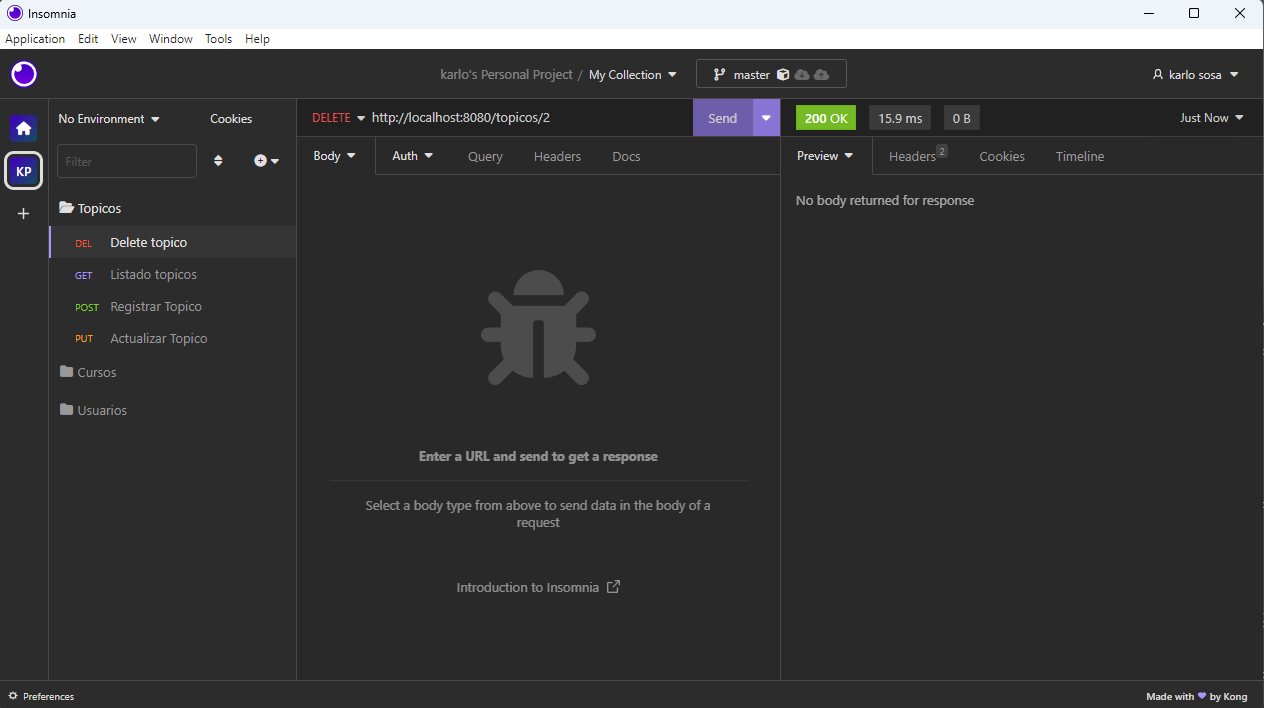 Insomnia
Application Edit View Window Tools Help
karlo's Personal Project / My Collection master karlo sosa
No Environment Cookies
DELETE http://localhost:8080/topicos/2 Send
200 OK 15.9 ms 0 B Just Now
KP
Filter
Body Auth Query Headers Docs
Preview Headers 2 Cookies Timeline
No body returned for response
Topicos
DEL Delete topico
GET Listado topicos
POST Registrar Topico
PUT Actualizar Topico
Cursos
Usuarios
Enter a URL and send to get a response
Select a body type from above to send data in the body of a
request
Introduction to Insomnia
Preferences
Made with by Kong